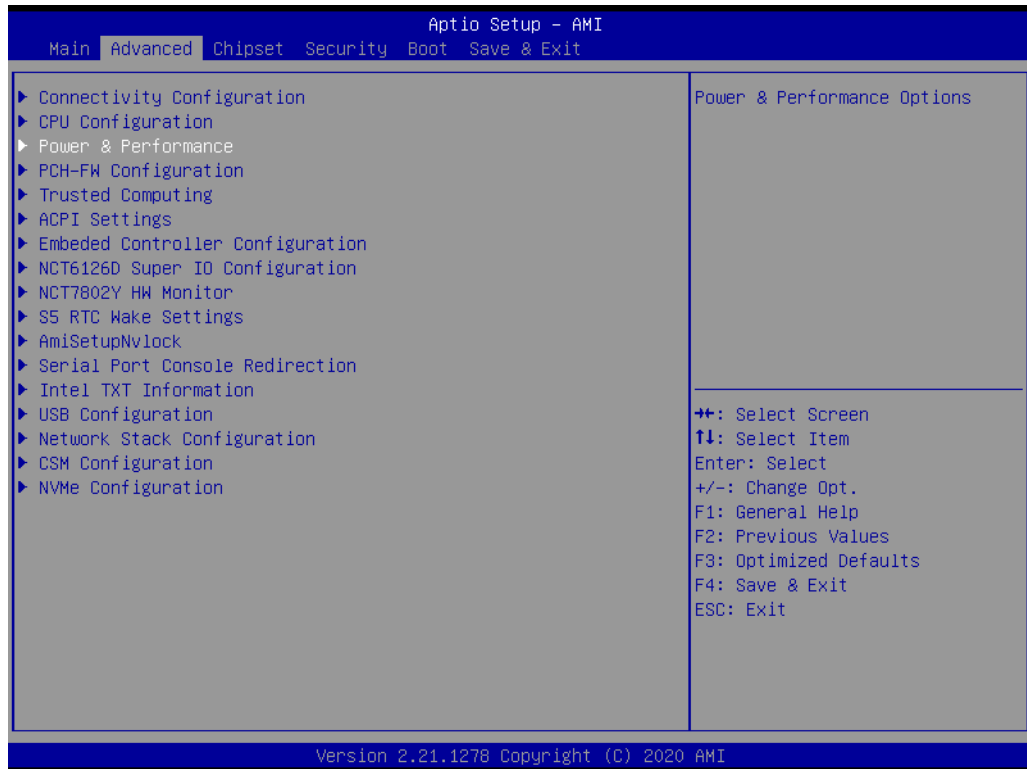 Aptio Setup – AMI
Main Advanced Chipset Security Boot Save & Exit
▶ Connectivity Configuration
▶ CPU Configuration
▶ Power & Performance
▶ PCH-FW Configuration
▶ Trusted Computing
▶ ACPI Settings
▶ Embeded Controller Configuration
▶ NCT6126D Super IO Configuration
▶ NCT7802Y HW Monitor
▶ S5 RTC Wake Settings
▶ AmiSetupNvlock
▶ Serial Port Console Redirection
▶ Intel TXT Information
▶ USB Configuration
▶ Network Stack Configuration
▶ CSM Configuration
▶ NVMe Configuration
Power & Performance Options
→←: Select Screen
↑↓: Select Item
Enter: Select
+/-: Change Opt.
F1: General Help
F2: Previous Values
F3: Optimized Defaults
F4: Save & Exit
ESC: Exit
Version 2.21.1278 Copyright (C) 2020 AMI